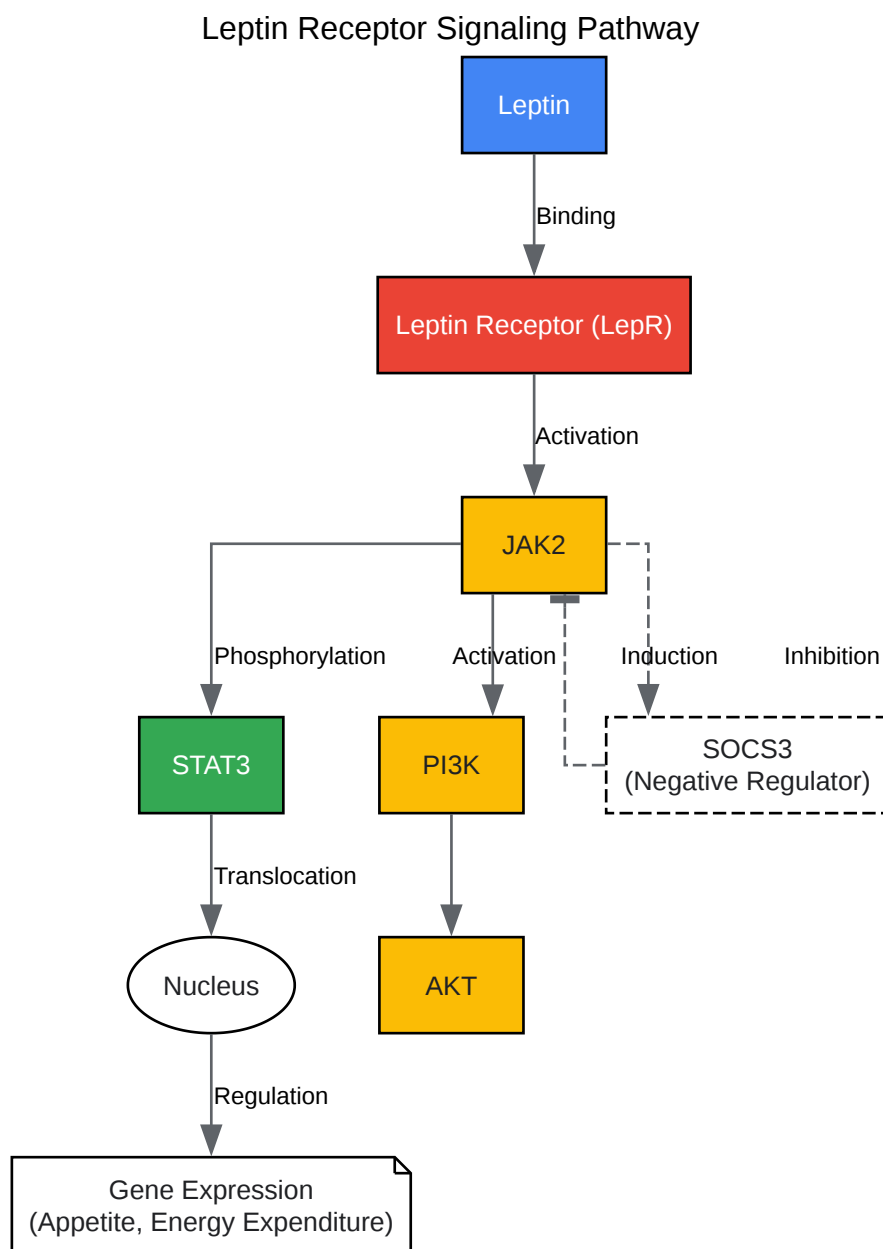 Leptin Receptor Signaling Pathway
Leptin
Binding
Leptin Receptor (LepR)
Activation
JAK2
Phosphorylation
Activation
Induction
Inhibition
STAT3
PI3K
SOCS3
(Negative Regulator)
Translocation
Nucleus
AKT
Regulation
Gene Expression
(Appetite, Energy Expenditure)